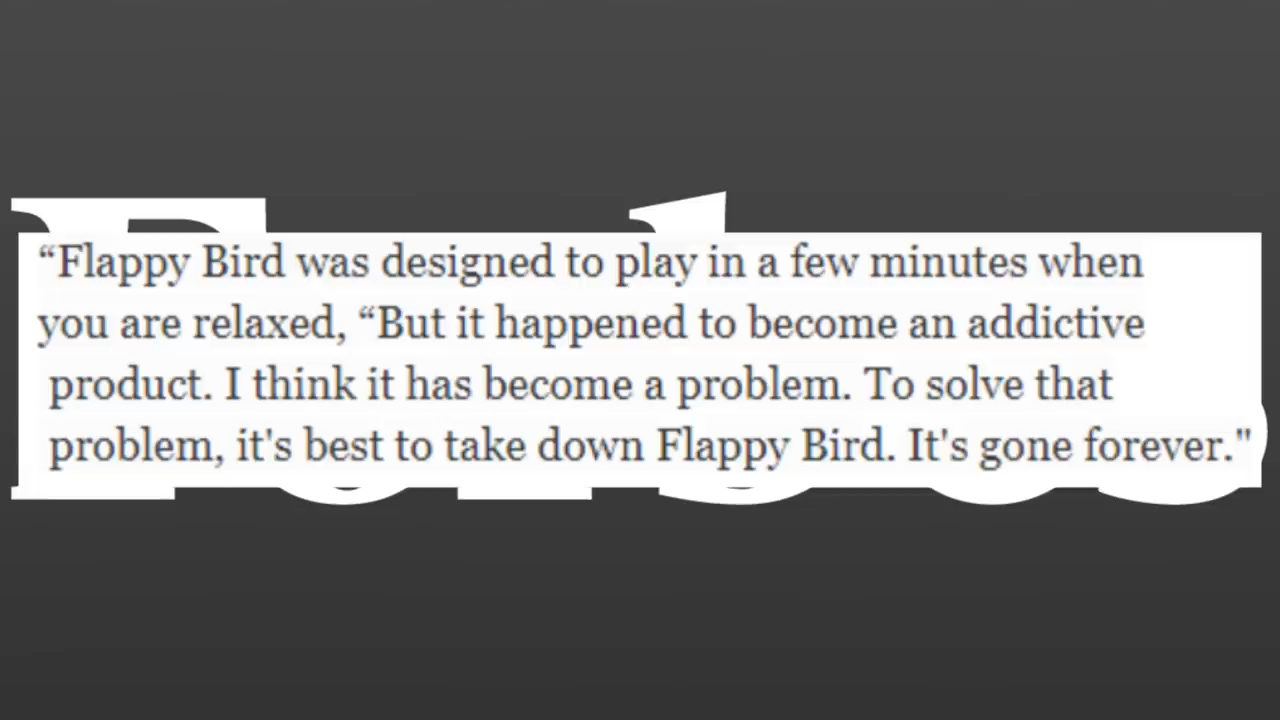 “Flappy Bird was designed to play in a few minutes when
you are relaxed, “But it happened to become an addictive
product. I think it has become a problem. To solve that
problem, it's best to take down Flappy Bird. It's gone forever."